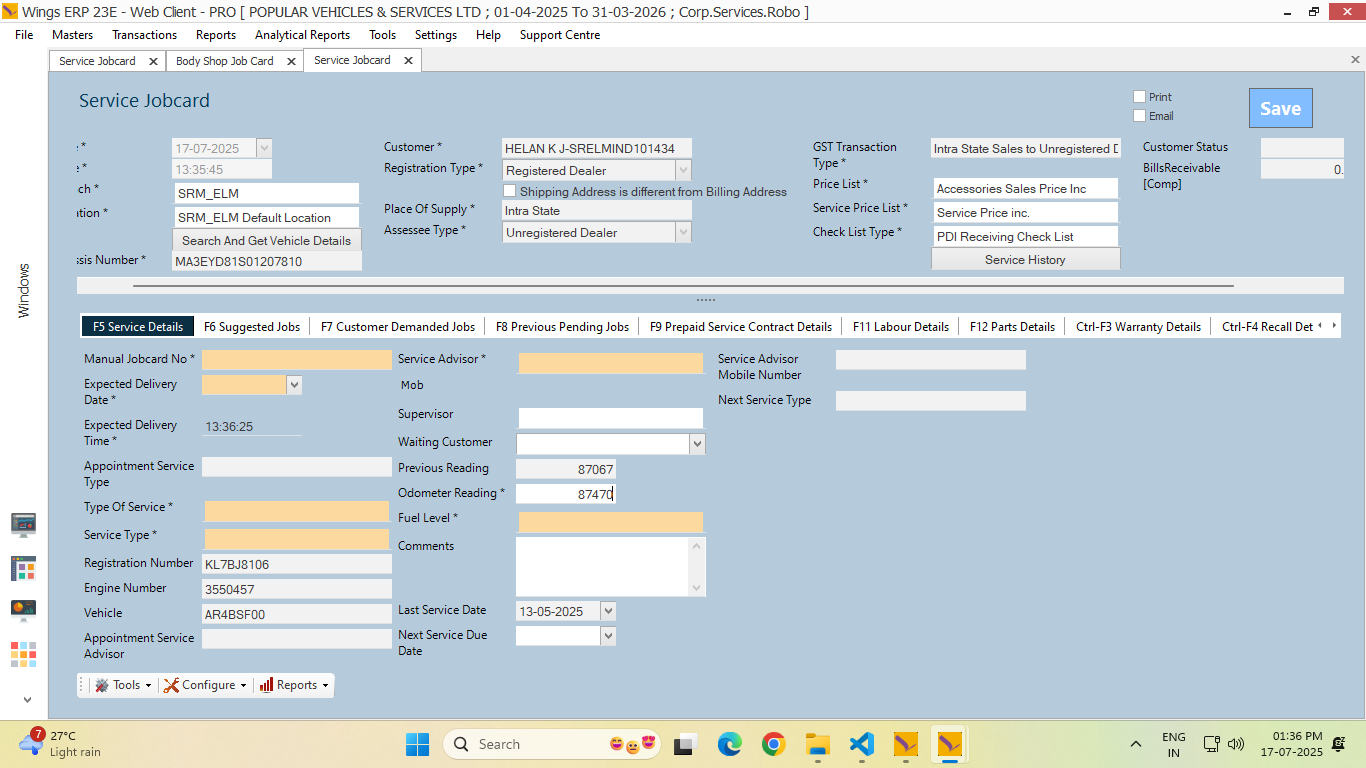 Wings ERP 23E - Web Client - PRO [ POPULAR VEHICLES & SERVICES LTD ; 01-04-2025 To 31-03-2026 ; Corp.Services.Robo ]
File Masters Transactions Reports Analytical Reports Tools Settings Help Support Centre
Service Jobcard Body Shop Job Card Service Jobcard
Service Jobcard
Print
Email
Save
Windows
* 17-07-2025
* 13:35:45
ch * SRM_ELM
ation * SRM_ELM Default Location
Search And Get Vehicle Details
ssis Number * MA3EYD81S01207810
Customer * HELAN K J-SRELMIND101434
Registration Type * Registered Dealer
Shipping Address is different from Billing Address
Place Of Supply * Intra State
Assessee Type * Unregistered Dealer
GST Transaction
Type * Intra State Sales to Unregistered D
Price List * Accessories Sales Price Inc
Service Price List * Service Price inc.
Check List Type * PDI Receiving Check List
Service History
Customer Status
BillsReceivable
[Comp] 0.
F5 Service Details F6 Suggested Jobs F7 Customer Demanded Jobs F8 Previous Pending Jobs F9 Prepaid Service Contract Details F11 Labour Details F12 Parts Details Ctrl-F3 Warranty Details Ctrl-F4 Recall Det
Manual Jobcard No *
Expected Delivery
Date *
Expected Delivery
Time * 13:36:25
Appointment Service
Type
Type Of Service *
Service Type *
Registration Number KL7BJ8106
Engine Number 3550457
Vehicle AR4BSF00
Appointment Service
Advisor
Service Advisor *
Mob
Supervisor
Waiting Customer
Previous Reading 87067
Odometer Reading * 87470
Fuel Level *
Comments
Last Service Date 13-05-2025
Next Service Due
Date
Service Advisor
Mobile Number
Next Service Type
Tools Configure Reports
7
27°C
Light rain
Search
ENG
IN
01:36 PM
17-07-2025